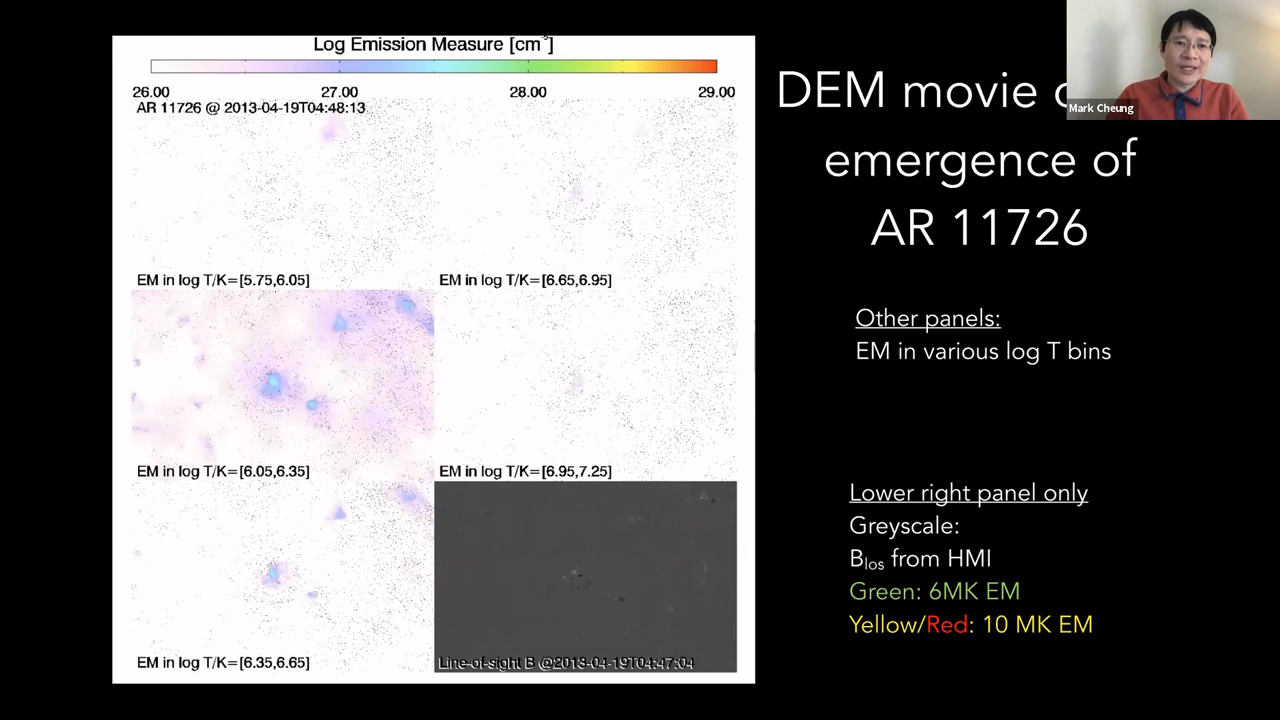 Log Emission Measure [cm⁻⁵]
26.00 27.00 28.00 29.00
AR 11726 @ 2013-04-19T04:48:13
EM in log T/K=[5.75,6.05]
EM in log T/K=[6.65,6.95]
EM in log T/K=[6.05,6.35]
EM in log T/K=[6.95,7.25]
EM in log T/K=[6.35,6.65]
Line-of-sight B @2013-04-19T04:47:04
DEM movie
emergence of
AR 11726
Other panels:
EM in various log T bins
Lower right panel only
Greyscale:
Blos from HMI
Green: 6MK EM
Yellow/Red: 10 MK EM
Mark Cheung